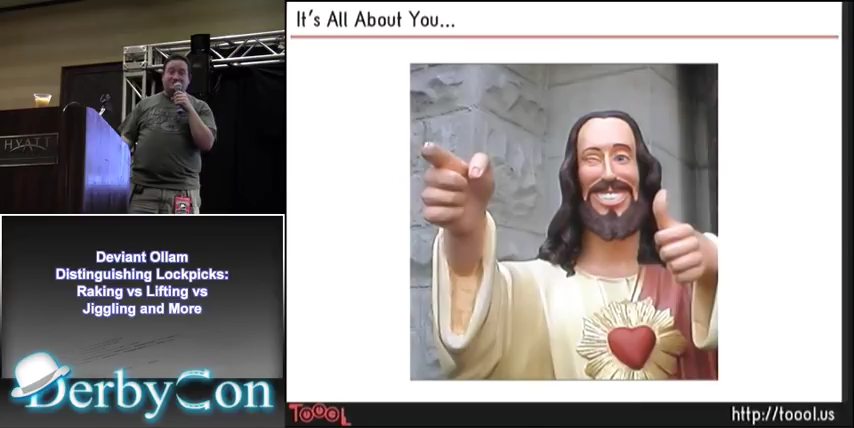 It's All About You...
HYATT
Deviant Ollam
Distinguishing Lockpicks:
Raking vs Lifting vs
Jiggling and More
DerbyCon
TOOOL
http://toool.us